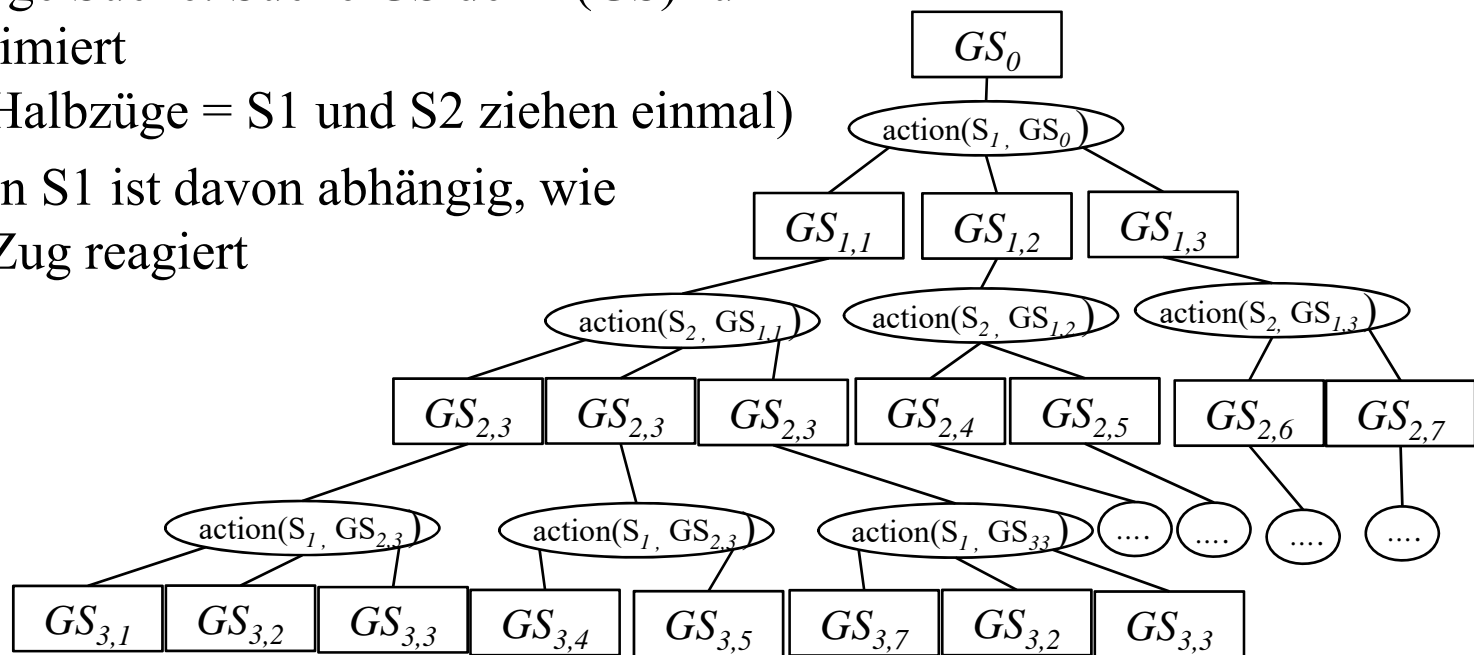 imiert
Halbzüge = S1 und S2 ziehen einmal)
n S1 ist davon abhängig, wie
Zug reagiert
GS0
action(S1, GS0)
GS1,1 GS1,2 GS1,3
action(S2, GS1,1) action(S2, GS1,2) action(S2, GS1,3)
GS2,3 GS2,3 GS2,3 GS2,4 GS2,5 GS2,6 GS2,7
action(S1, GS2,3) action(S1, GS2,3) action(S1, GS33) .... .... .... ....
GS3,1 GS3,2 GS3,3 GS3,4 GS3,5 GS3,7 GS3,2 GS3,3